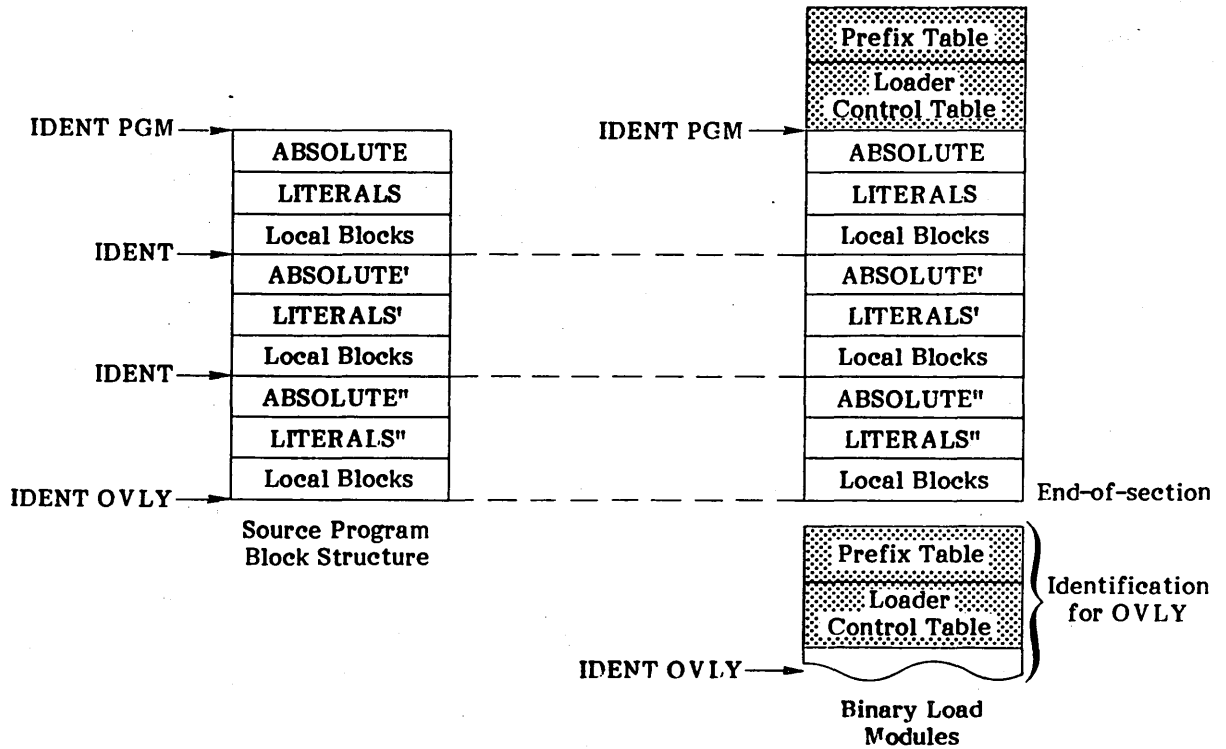 Prefix Table
Loader
Control Table
IDENT PGM
ABSOLUTE
LITERALS
Local Blocks
IDENT
ABSOLUTE'
LITERALS'
Local Blocks
IDENT
ABSOLUTE"
LITERALS"
Local Blocks
IDENT OVLY
Source Program
Block Structure
IDENT PGM
ABSOLUTE
LITERALS
Local Blocks
ABSOLUTE'
LITERALS'
Local Blocks
ABSOLUTE"
LITERALS"
Local Blocks
End-of-section
Prefix Table
Loader
Control Table
Identification
for OVLY
IDENT OVLY
Binary Load
Modules